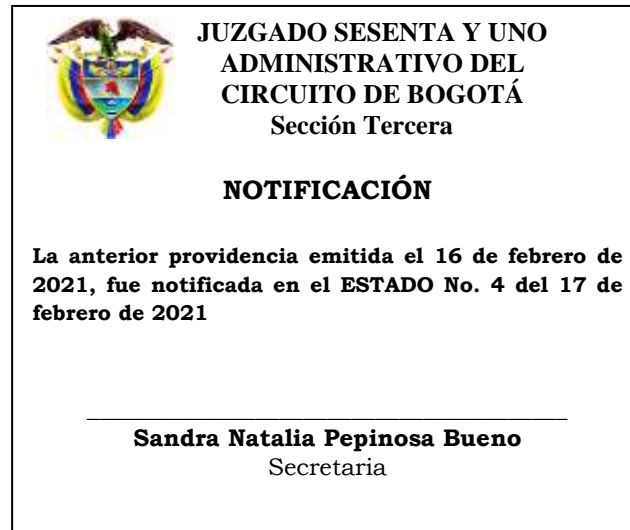 JUZGADO SESENTA Y UNO
ADMINISTRATIVO DEL
CIRCUITO DE BOGOTÁ
Sección Tercera
NOTIFICACIÓN
La anterior providencia emitida el 16 de febrero de
2021, fue notificada en el ESTADO No. 4 del 17 de
febrero de 2021
Sandra Natalia Pepinosa Bueno
Secretaria